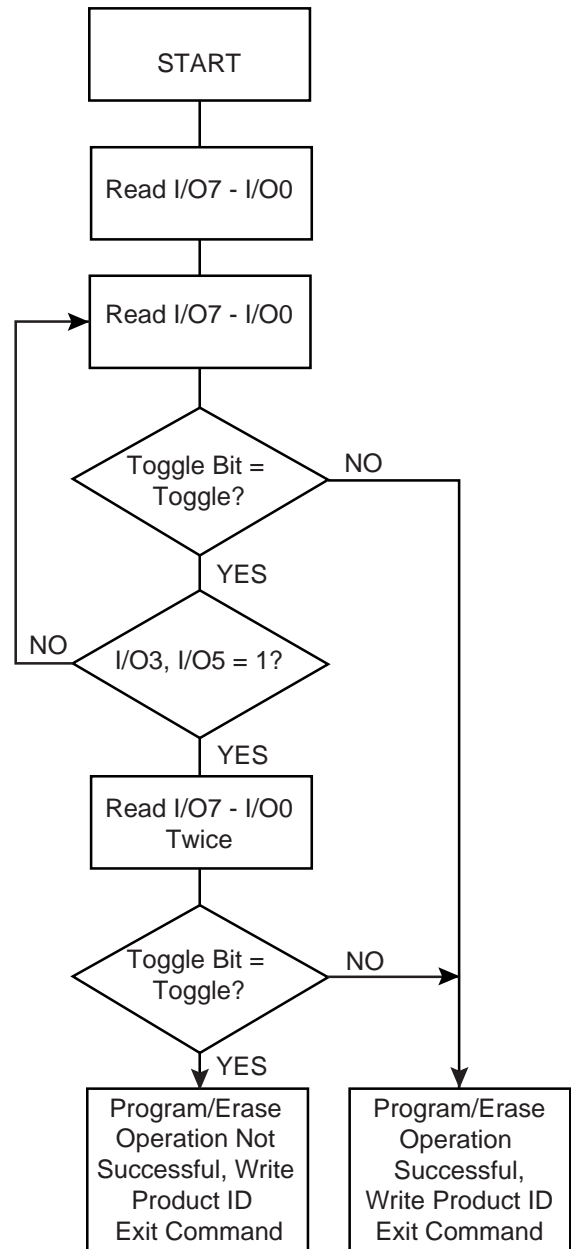 START
Read I/O7 - I/O0
Read I/O7 - I/O0
Toggle Bit =
Toggle?
NO
YES
NO
I/O3, I/O5 = 1?
YES
Read I/O7 - I/O0
Twice
Toggle Bit =
Toggle?
NO
YES
Program/Erase
Operation Not
Successful, Write
Product ID
Exit Command
Program/Erase
Operation
Successful,
Write Product ID
Exit Command